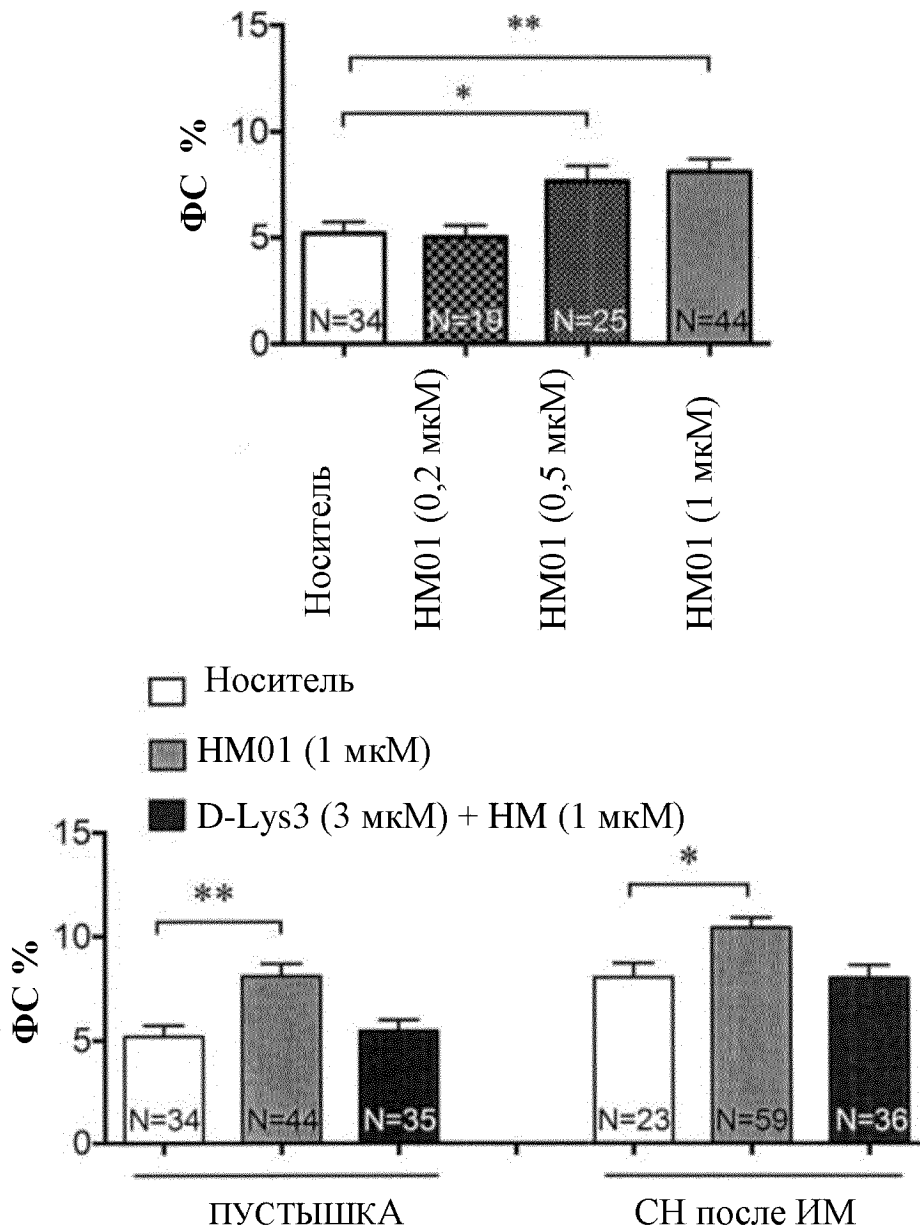 15
**
*
10
ФС %
5
N=34
N=19
N=25
N=44
0
Носитель
HM01 (0,2 мкМ)
HM01 (0,5 мкМ)
HM01 (1 мкМ)
Носитель
HM01 (1 мкМ)
D-Lys3 (3 мкМ) + HM (1 мкМ)
15
**
*
10
ФС %
5
N=34
N=44
N=35
N=23
N=59
N=36
0
ПУСТЫШКА
СН после ИМ